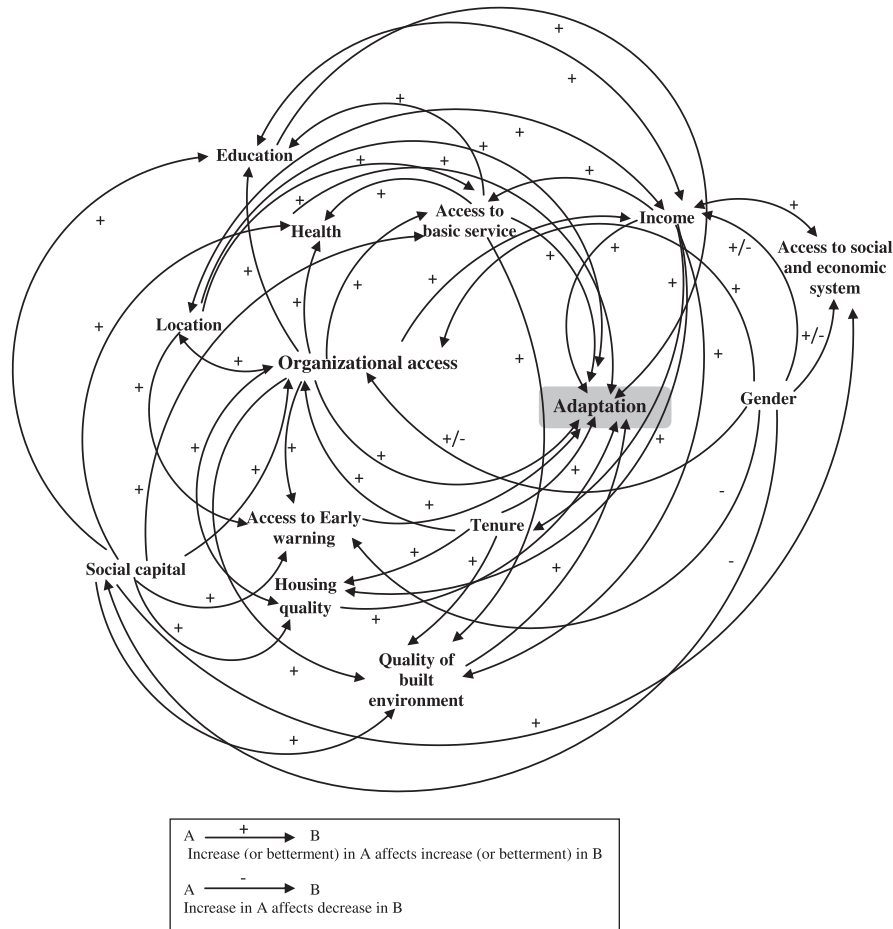 +
+
+
+
+
Education
+
+
+
+
+
+
Access to
basic service
Income
+
+
Health
Access to social
and economic
system
+/-
+
+
+
+
+
+
+
+
Location
+
+/-
+
+
Organizational access
+
+
Adaptation
Gender
+
+/-
+
+
+
+
+
+
+
+
-
+
Access to Early
warning
Tenure
+
+
+
-
Social capital
Housing
quality
+
+
+
Quality of
built
environment
+
+
+
A + B
Increase (or betterment) in A affects increase (or betterment) in B
A - B
Increase in A affects decrease in B